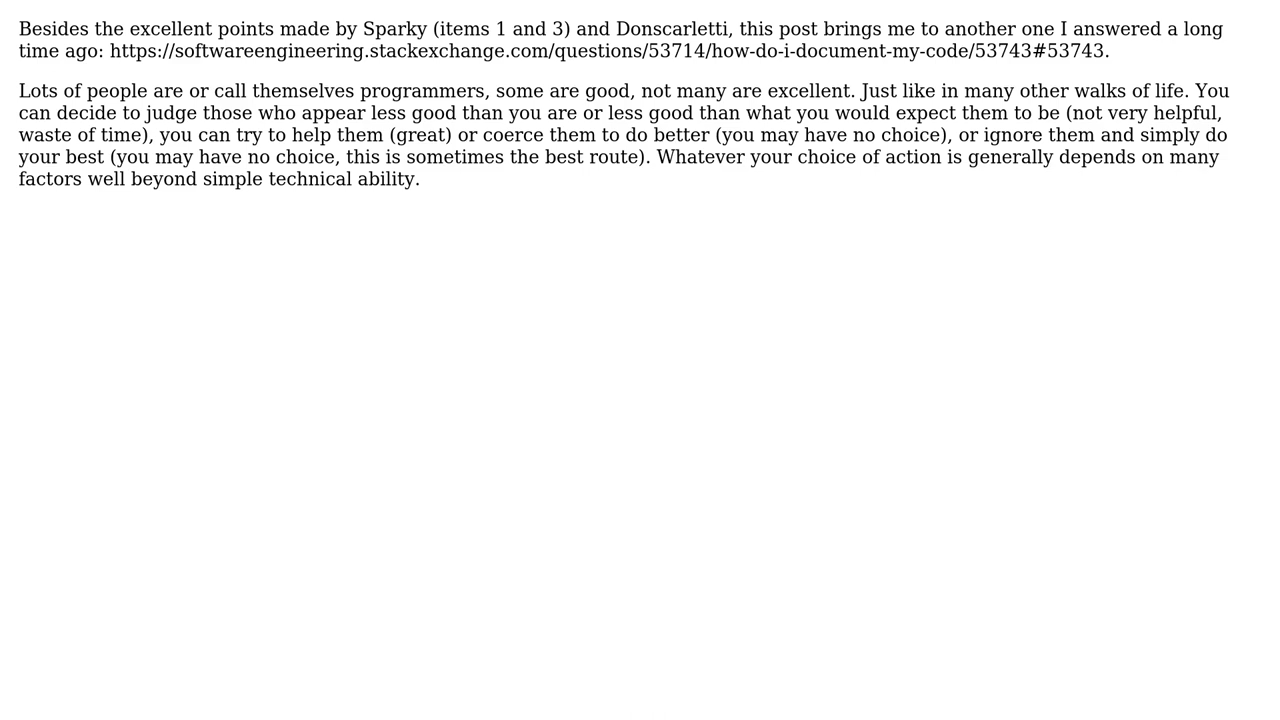 Besides the excellent points made by Sparky (items 1 and 3) and Donscarletti, this post brings me to another one I answered a long
time ago: https://softwareengineering.stackexchange.com/questions/53714/how-do-i-document-my-code/53743#53743.
Lots of people are or call themselves programmers, some are good, not many are excellent. Just like in many other walks of life. You
can decide to judge those who appear less good than you are or less good than what you would expect them to be (not very helpful,
waste of time), you can try to help them (great) or coerce them to do better (you may have no choice), or ignore them and simply do
your best (you may have no choice, this is sometimes the best route). Whatever your choice of action is generally depends on many
factors well beyond simple technical ability.